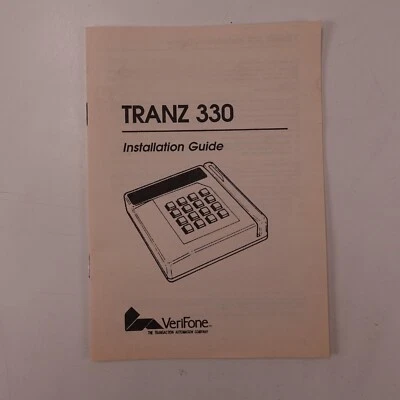 TRANZ 330
Installation Guide
VeriFone
THE TRANSACTION AUTOMATION COMPANY